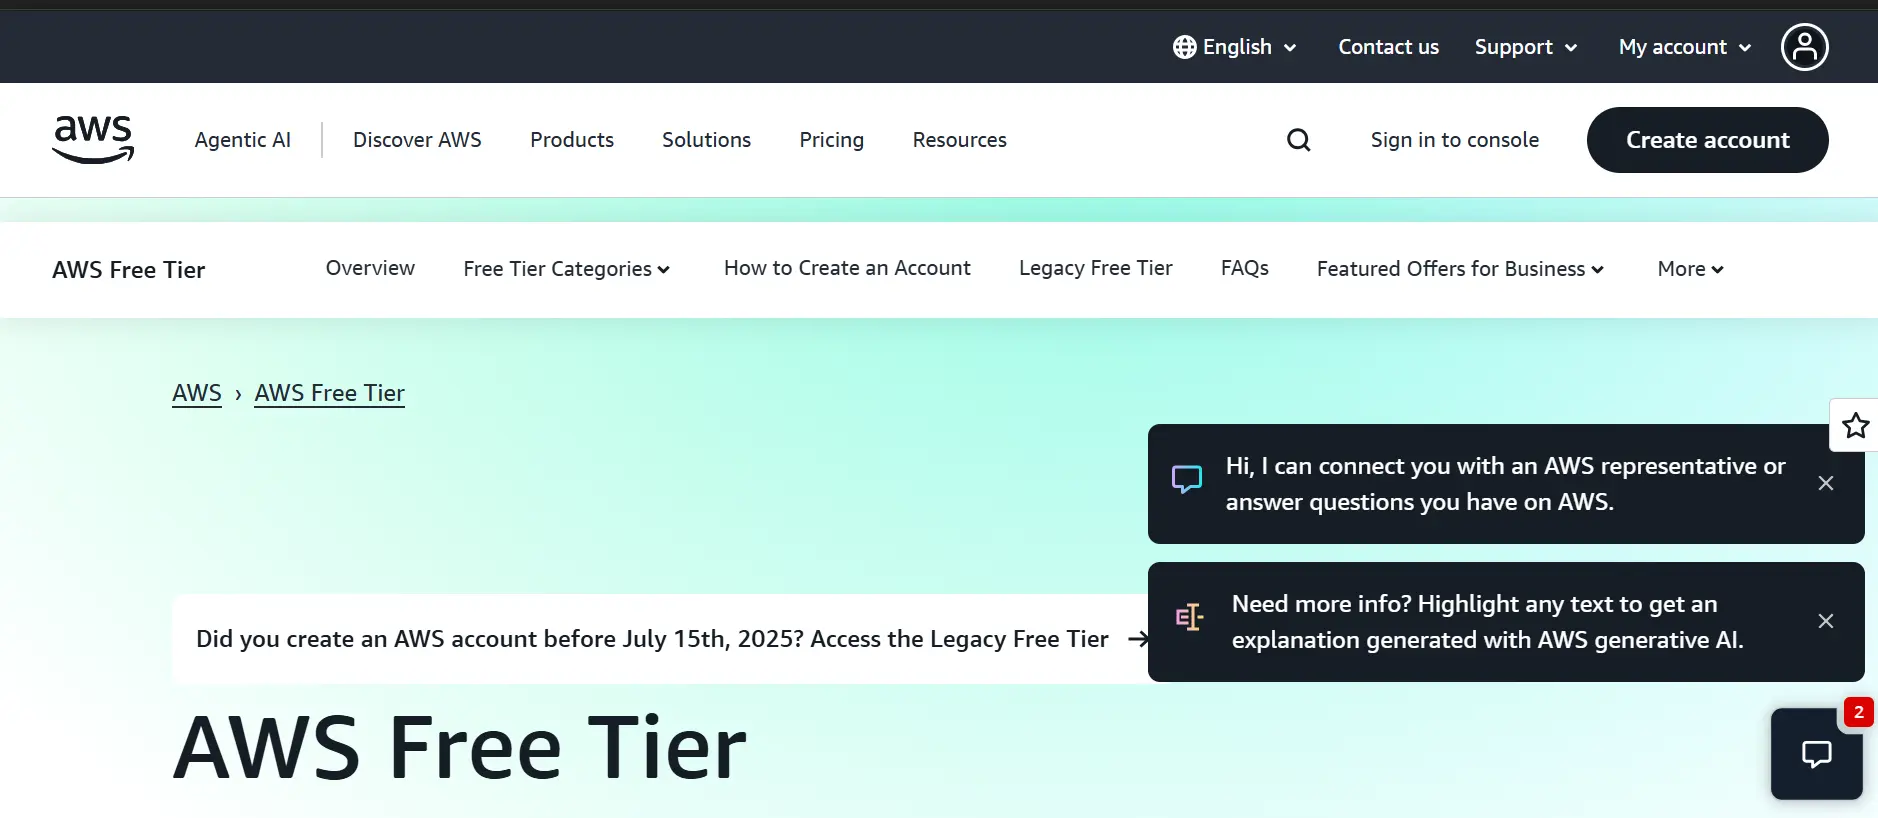 English Contact us Support My account
aws Agentic AI Discover AWS Products Solutions Pricing Resources Sign in to console Create account
AWS Free Tier Overview Free Tier Categories How to Create an Account Legacy Free Tier FAQs Featured Offers for Business More
AWS › AWS Free Tier
Hi, I can connect you with an AWS representative or
answer questions you have on AWS.
Need more info? Highlight any text to get an
explanation generated with AWS generative AI.
Did you create an AWS account before July 15th, 2025? Access the Legacy Free Tier →
2
AWS Free Tier